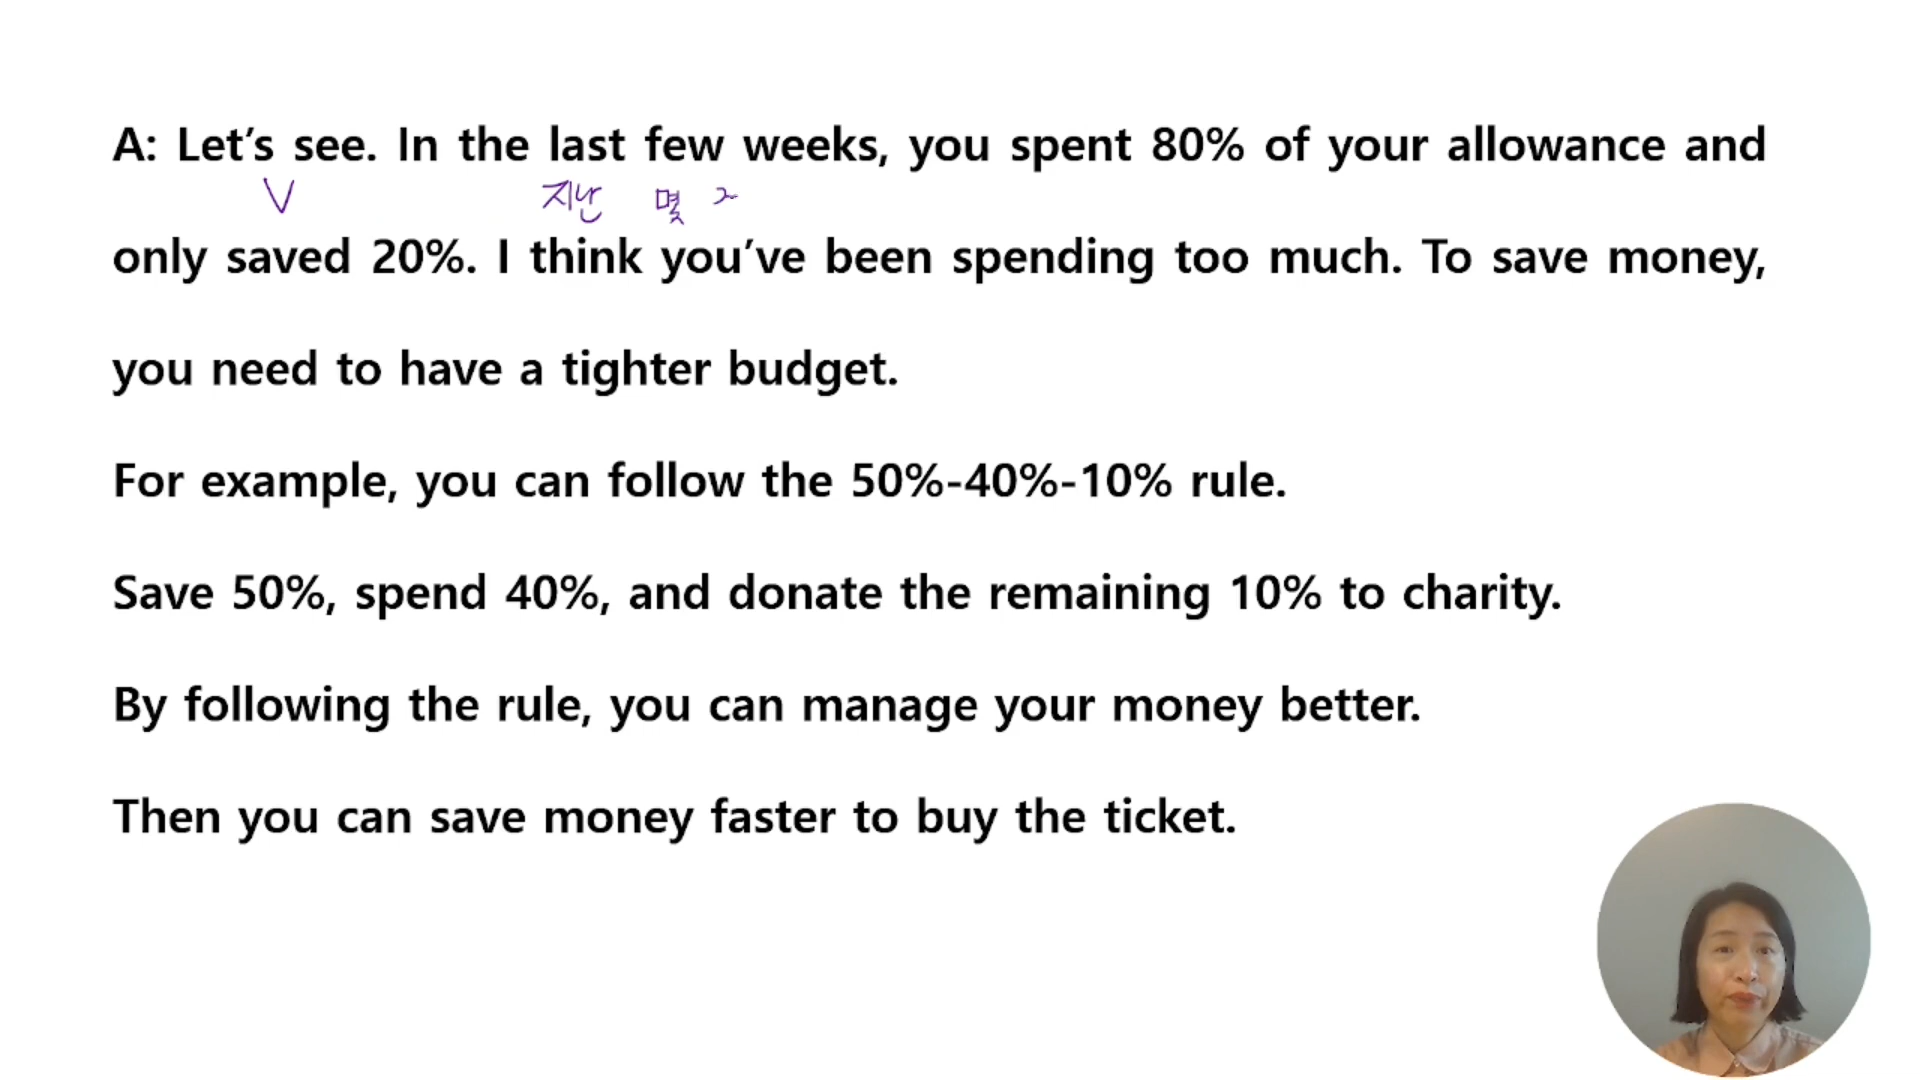 A: Let’s see. In the last few weeks, you spent 80% of your allowance and
V 지난 몇
only saved 20%. I think you’ve been spending too much. To save money,
you need to have a tighter budget.
For example, you can follow the 50%-40%-10% rule.
Save 50%, spend 40%, and donate the remaining 10% to charity.
By following the rule, you can manage your money better.
Then you can save money faster to buy the ticket.